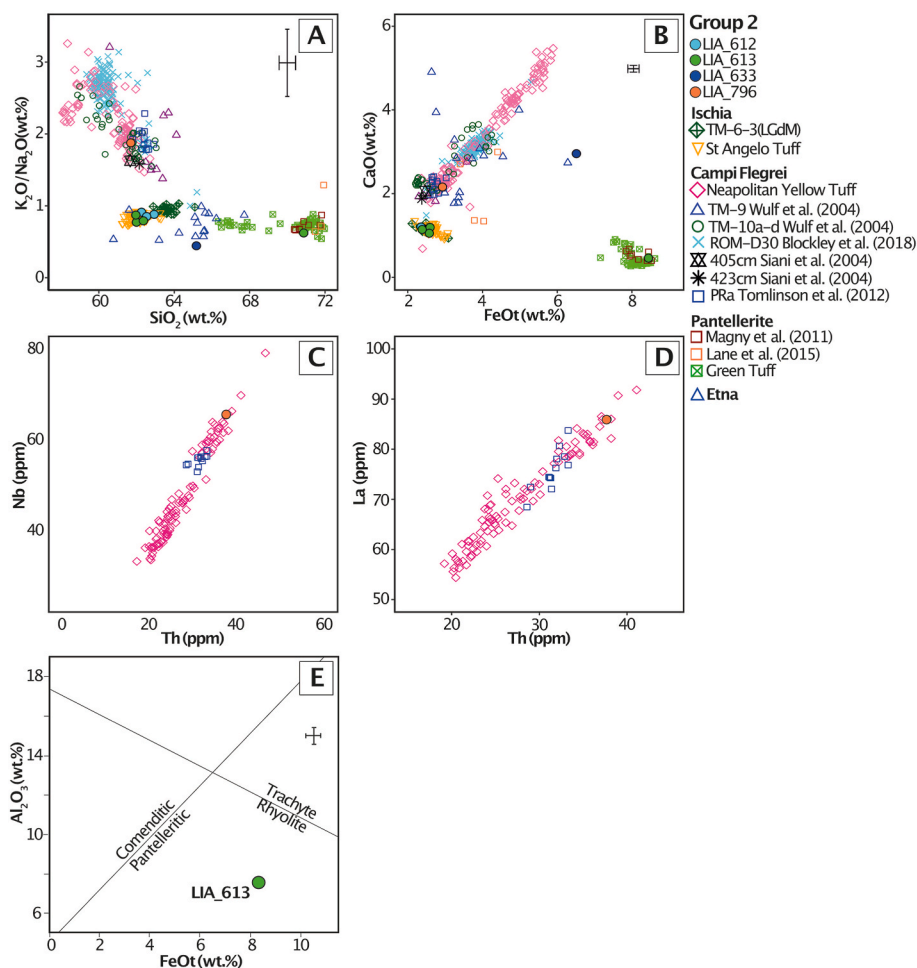 A
K₂O/Na₂O(wt.%)
3
2
1
0
60
64
68
72
SiO₂ (wt.%)
B
CaO(wt.%)
6
4
2
0
2
4
6
8
FeOt (wt.%)
Group 2
LIA_612
LIA_613
LIA_633
LIA_796
Ischia
TM-6-3(LGdM)
St Angelo Tuff
Campi Flegrei
Neapolitan Yellow Tuff
TM-9 Wulf et al. (2004)
TM-10a-d Wulf et al. (2004)
ROM-D30 Blockley et al. (2018)
405cm Siani et al. (2004)
423cm Siani et al. (2004)
PRa Tomlinson et al. (2012)
Pantellerite
Magny et al. (2011)
Lane et al. (2015)
Green Tuff
Etna
C
Nb (ppm)
80
60
40
0
20
40
60
Th (ppm)
D
La (ppm)
100
90
80
70
60
50
20
30
40
Th (ppm)
E
Al₂O₃(wt.%)
18
14
10
6
0
2
4
6
8
10
FeOt (wt.%)
Comenditic
Pantelleritic
Trachyte
Rhyolite
LIA_613